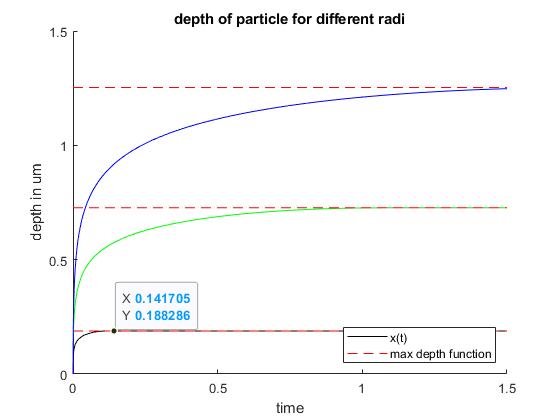 depth of particle for different radi
1.5
1
0.5
0
depth in um
X 0.141705
Y 0.188286
x(t)
max depth function
0
0.5
1
1.5
time